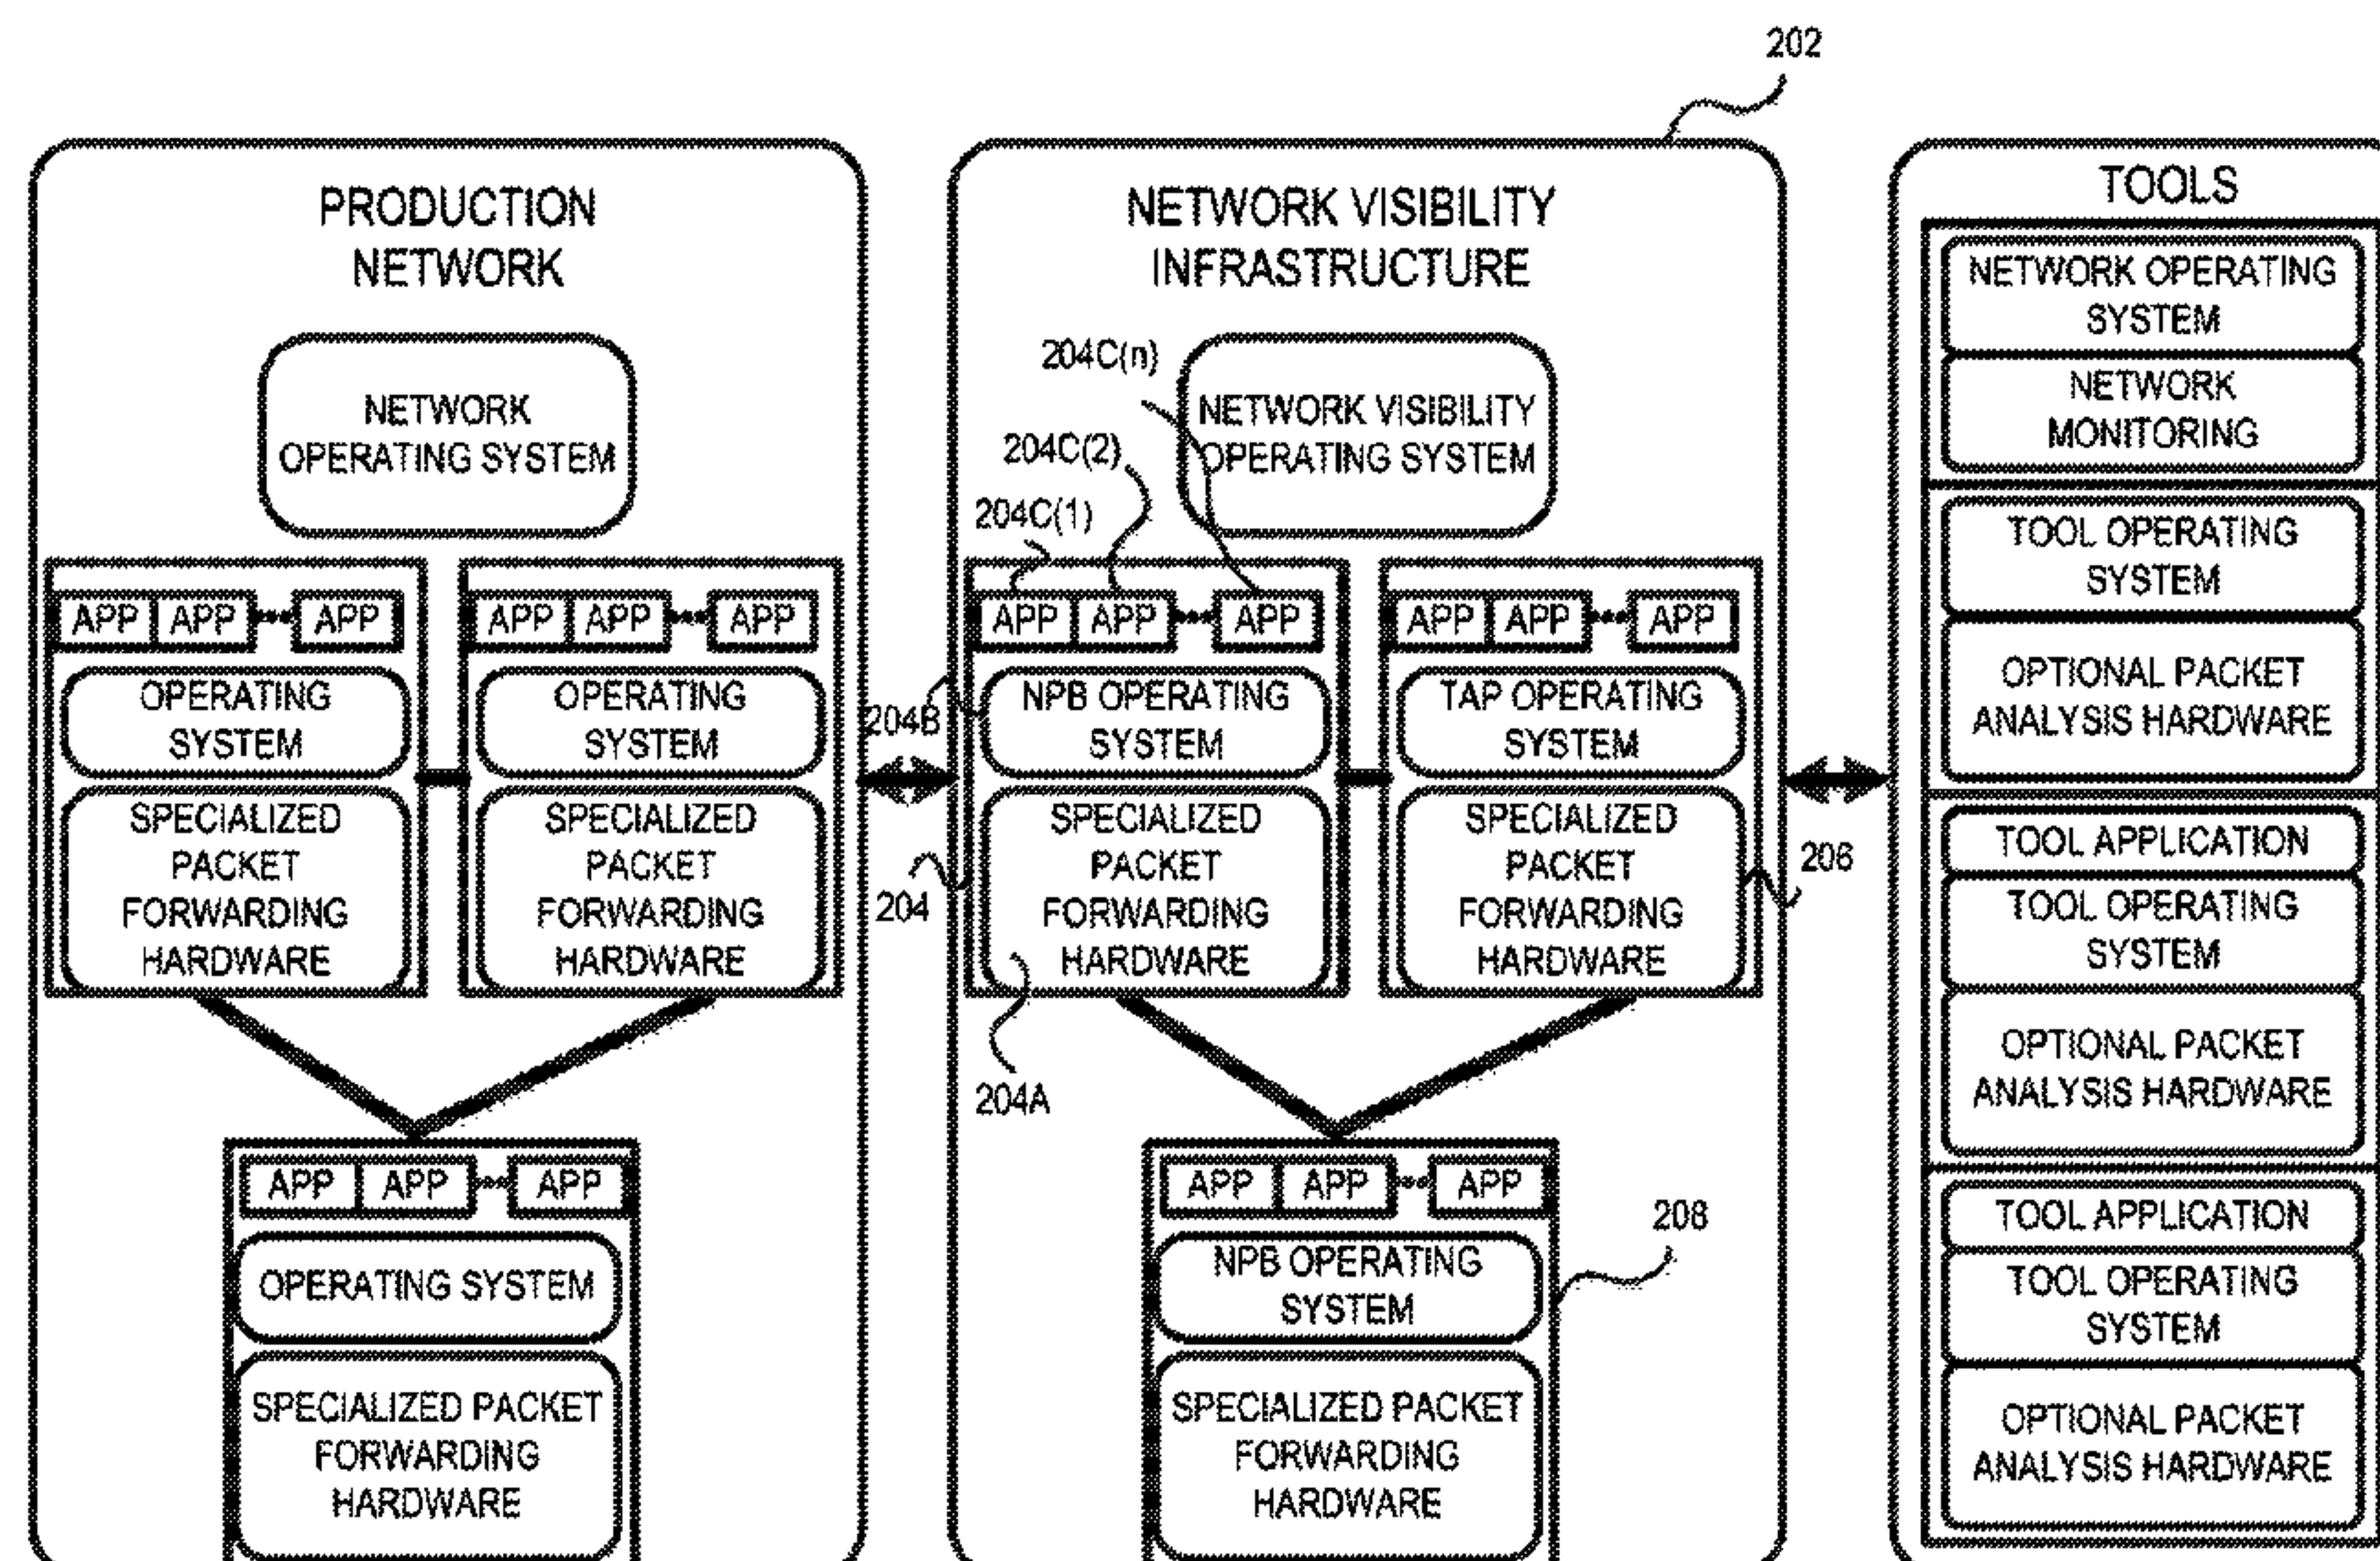 202
PRODUCTION
NETWORK
NETWORK
OPERATING SYSTEM
APP APP APP
OPERATING
SYSTEM
SPECIALIZED
PACKET
FORWARDING
HARDWARE
APP APP APP
OPERATING
SYSTEM
SPECIALIZED
PACKET
FORWARDING
HARDWARE
APP APP APP
OPERATING SYSTEM
SPECIALIZED PACKET
FORWARDING
HARDWARE
NETWORK VISIBILITY
INFRASTRUCTURE
204C(n)
NETWORK VISIBILITY
OPERATING SYSTEM
204C(2)
204C(1)
APP APP APP
204B
NPB OPERATING
SYSTEM
SPECIALIZED
PACKET
FORWARDING
HARDWARE
204
204A
APP APP APP
TAP OPERATING
SYSTEM
SPECIALIZED
PACKET
FORWARDING
HARDWARE
206
APP APP APP
NPB OPERATING
SYSTEM
208
SPECIALIZED PACKET
FORWARDING
HARDWARE
TOOLS
NETWORK OPERATING
SYSTEM
NETWORK
MONITORING
TOOL OPERATING
SYSTEM
OPTIONAL PACKET
ANALYSIS HARDWARE
TOOL APPLICATION
TOOL OPERATING
SYSTEM
OPTIONAL PACKET
ANALYSIS HARDWARE
TOOL APPLICATION
TOOL OPERATING
SYSTEM
OPTIONAL PACKET
ANALYSIS HARDWARE